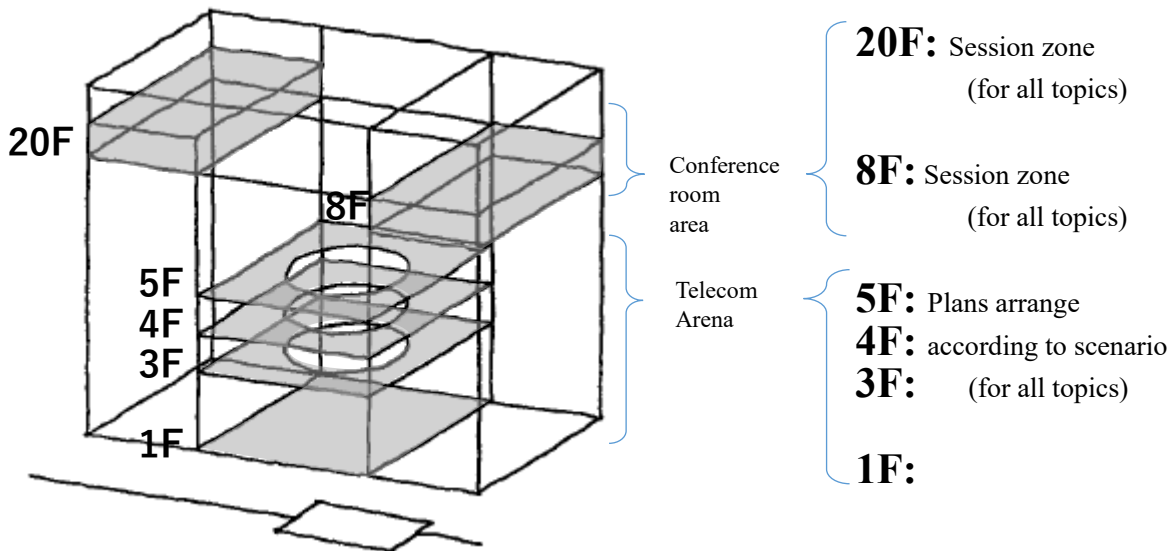 20F
8F
5F
4F
3F
1F
Conference
room
area
Telecom
Arena
20F: Session zone
(for all topics)
8F: Session zone
(for all topics)
5F: Plans arrange
4F: according to scenario
3F: (for all topics)
1F: